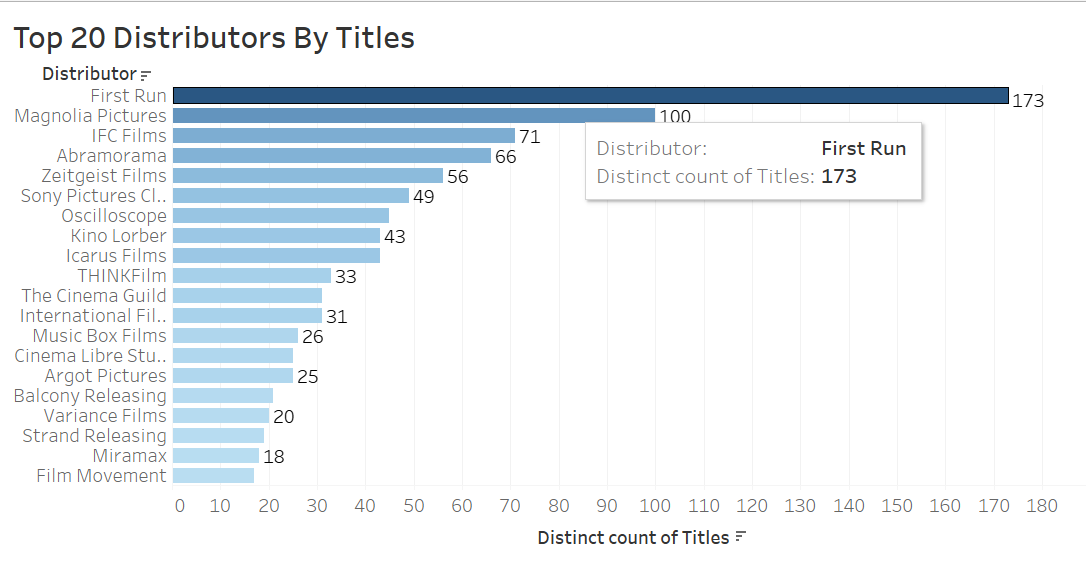 Top 20 Distributors By Titles
Distributor
First Run 173
Magnolia Pictures 100
IFC Films 71
Abramorama 66
Zeitgeist Films 56
Sony Pictures Cl.. 49
Oscilloscope
Kino Lorber 43
Icarus Films
THINKFilm 33
The Cinema Guild
International Fil.. 31
Music Box Films 26
Cinema Libre Stu..
Argot Pictures 25
Balcony Releasing
Variance Films 20
Strand Releasing
Miramax 18
Film Movement
Distributor: First Run
Distinct count of Titles: 173
0 10 20 30 40 50 60 70 80 90 100 110 120 130 140 150 160 170 180
Distinct count of Titles